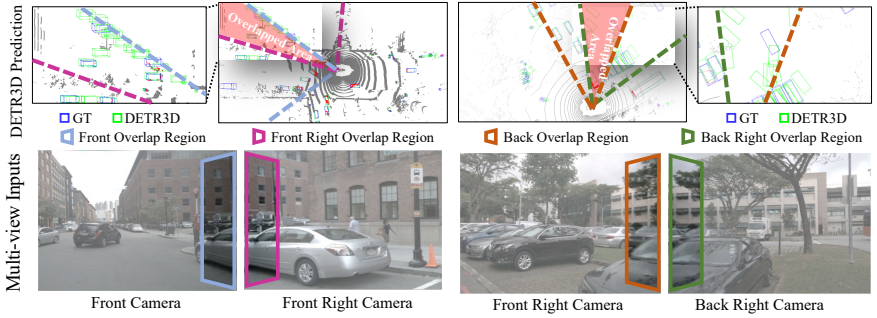 DETR3D Prediction
Overlapped Area
Overlapped
Area
GT
DETR3D
GT
DETR3D
Front Overlap Region
Front Right Overlap Region
Back Overlap Region
Back Right Overlap Region
Multi-view Inputs
Front Camera
Front Right Camera
Front Right Camera
Back Right Camera